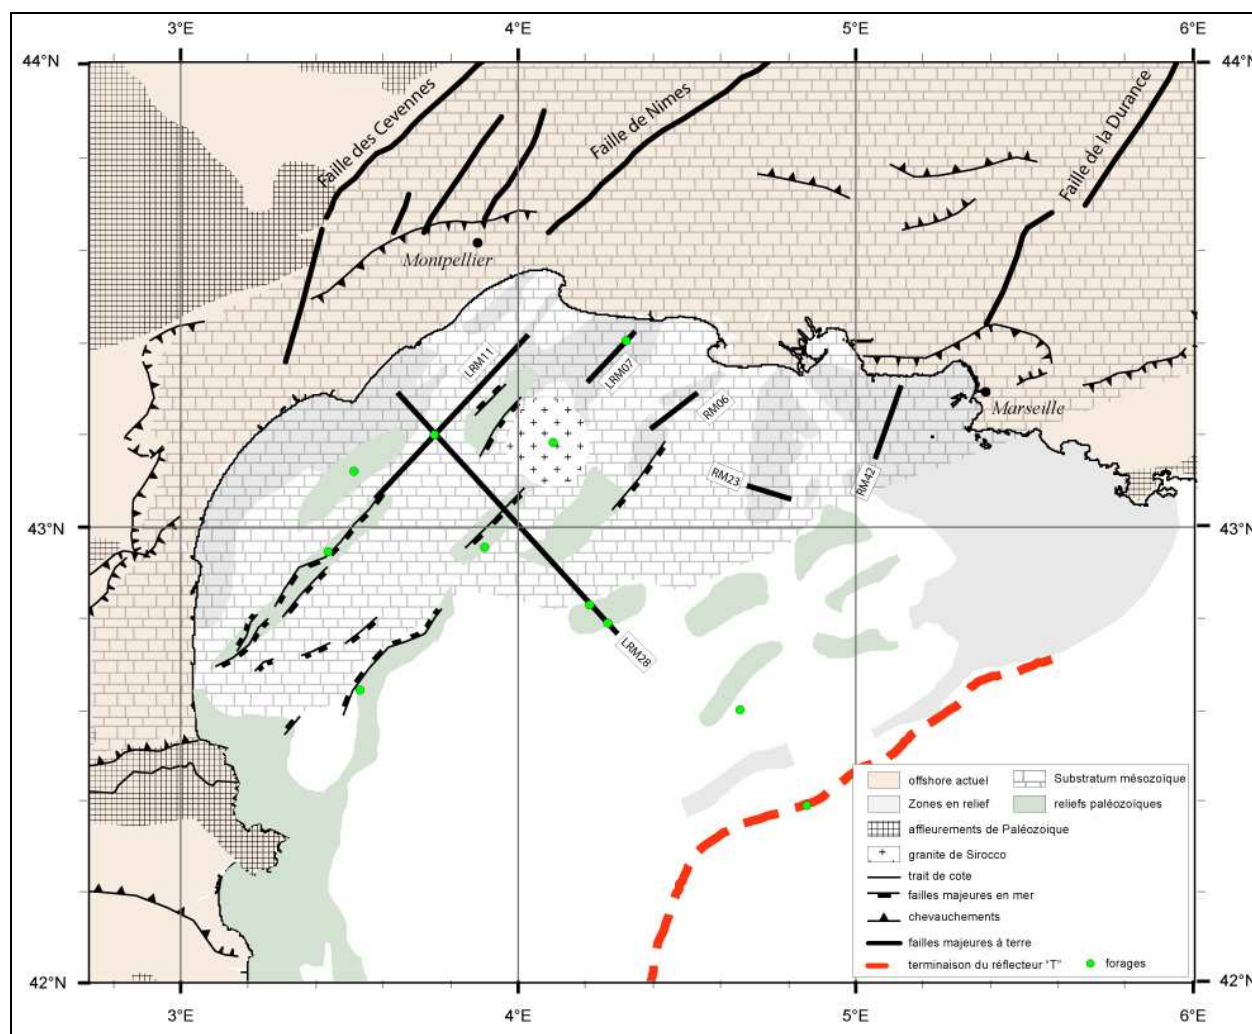 3°E 4°E 5°E 6°E
44°N 44°N
Faille des Cevennes
Faille de Nimes
Faille de la Durance
Montpellier
LRM11
LRM07
RM06
Marseille
RM23
RM42
43°N 43°N
LRM28
offshore actuel
Substratum mésozoïque
Zones en relief
reliefs paléozoïques
affleurements de Paléozoique
granite de Sirocco
trait de cote
failles majeures en mer
chevauchements
failles majeures à terre
terminaison du réflecteur "T"
forages
42°N 42°N
3°E 4°E 5°E 6°E